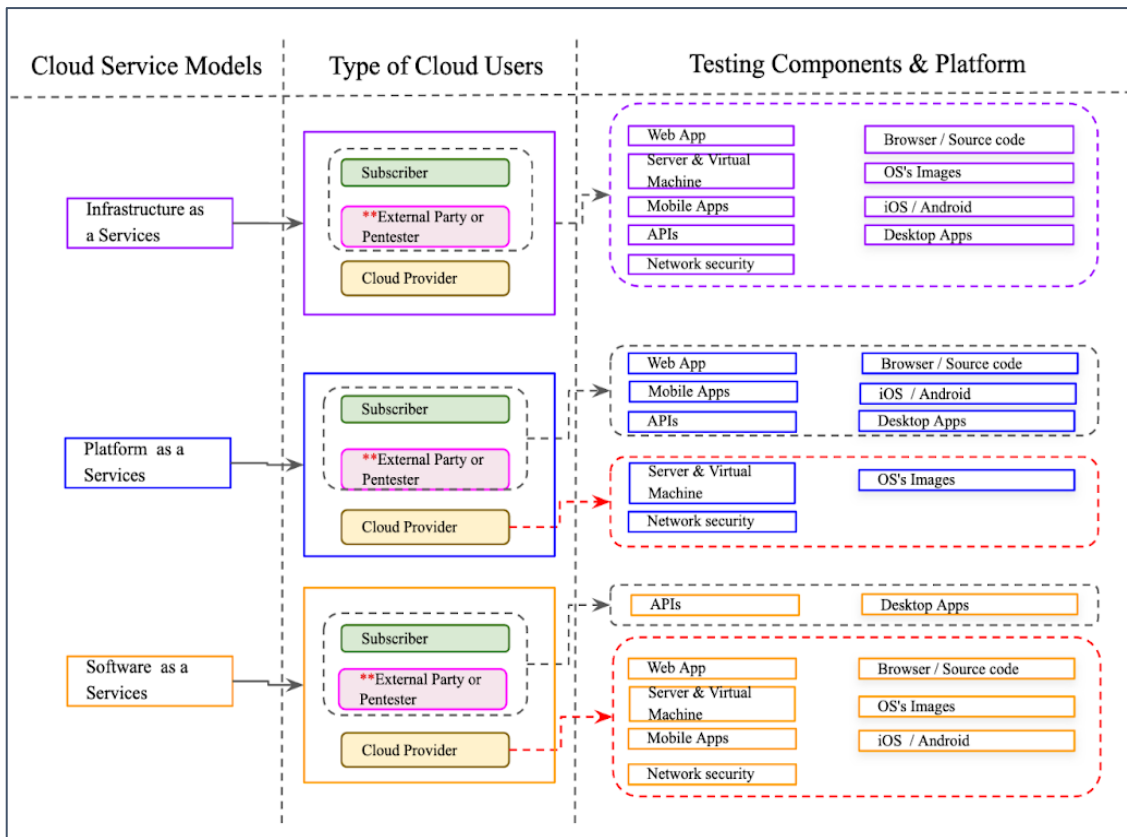 Cloud Service Models
Type of Cloud Users
Testing Components & Platform
Infrastructure as
a Services
Subscriber
**External Party or
Pentester
Cloud Provider
Web App
Server & Virtual
Machine
Mobile Apps
APIs
Network security
Browser / Source code
OS's Images
iOS / Android
Desktop Apps
Platform as a
Services
Subscriber
**External Party or
Pentester
Cloud Provider
Web App
Mobile Apps
APIs
Browser / Source code
iOS / Android
Desktop Apps
Server & Virtual
Machine
Network security
OS's Images
Software as a
Services
Subscriber
**External Party or
Pentester
Cloud Provider
APIs
Desktop Apps
Web App
Server & Virtual
Machine
Mobile Apps
Network security
Browser / Source code
OS's Images
iOS / Android